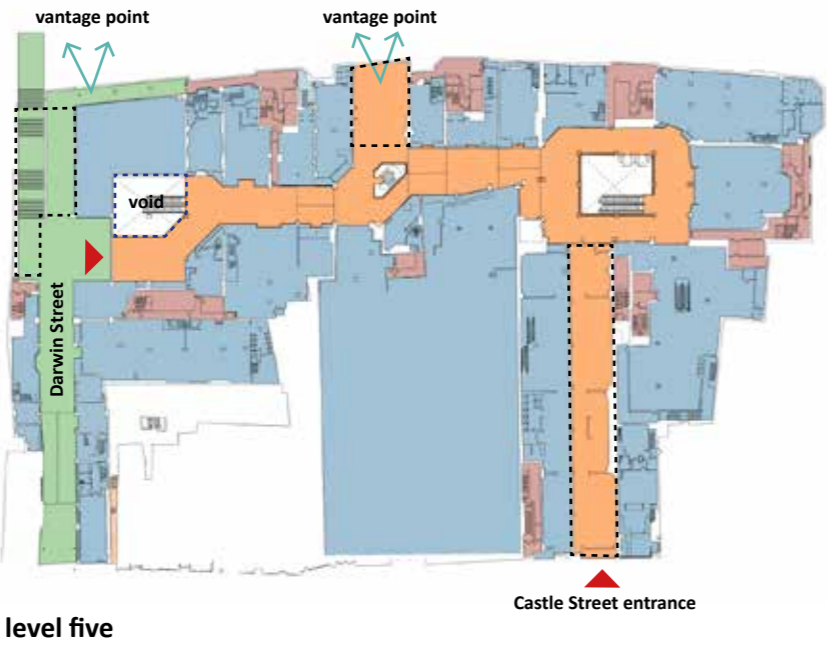 vantage point
vantage point
void
Darwin Street
Castle Street entrance
level five